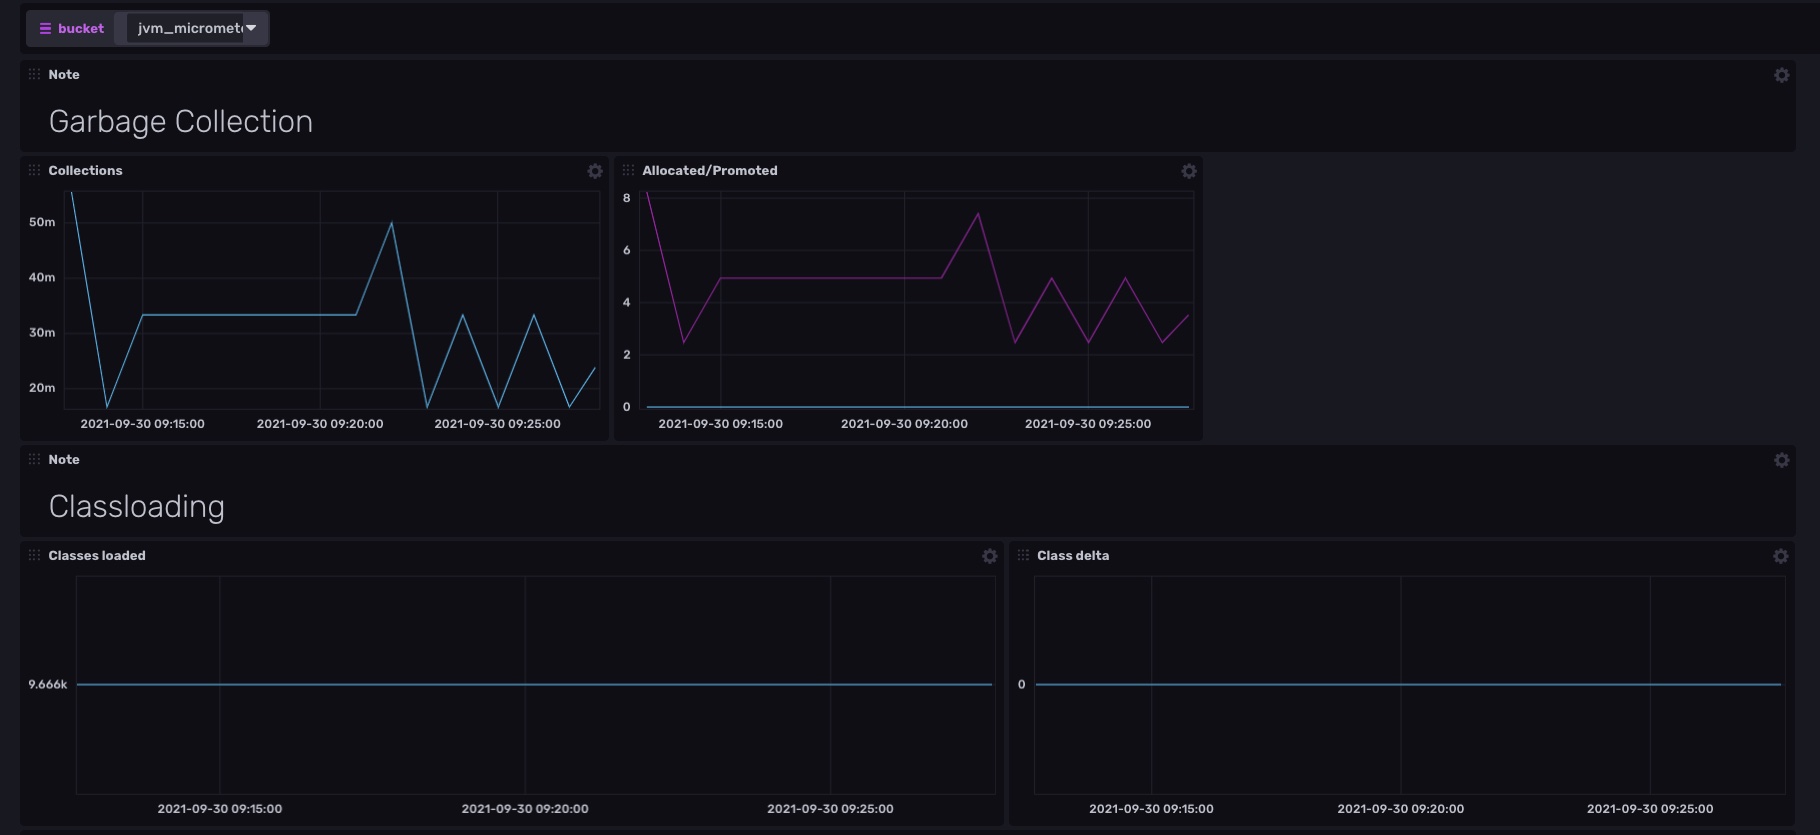 bucket jvm_micromet
Note
Garbage Collection
Collections
50m
40m
30m
20m
2021-09-30 09:15:00 2021-09-30 09:20:00 2021-09-30 09:25:00
Allocated/Promoted
8
6
4
2
0
2021-09-30 09:15:00 2021-09-30 09:20:00 2021-09-30 09:25:00
Note
Classloading
Classes loaded
9.666k
2021-09-30 09:15:00 2021-09-30 09:20:00 2021-09-30 09:25:00
Class delta
0
2021-09-30 09:15:00 2021-09-30 09:20:00 2021-09-30 09:25:00